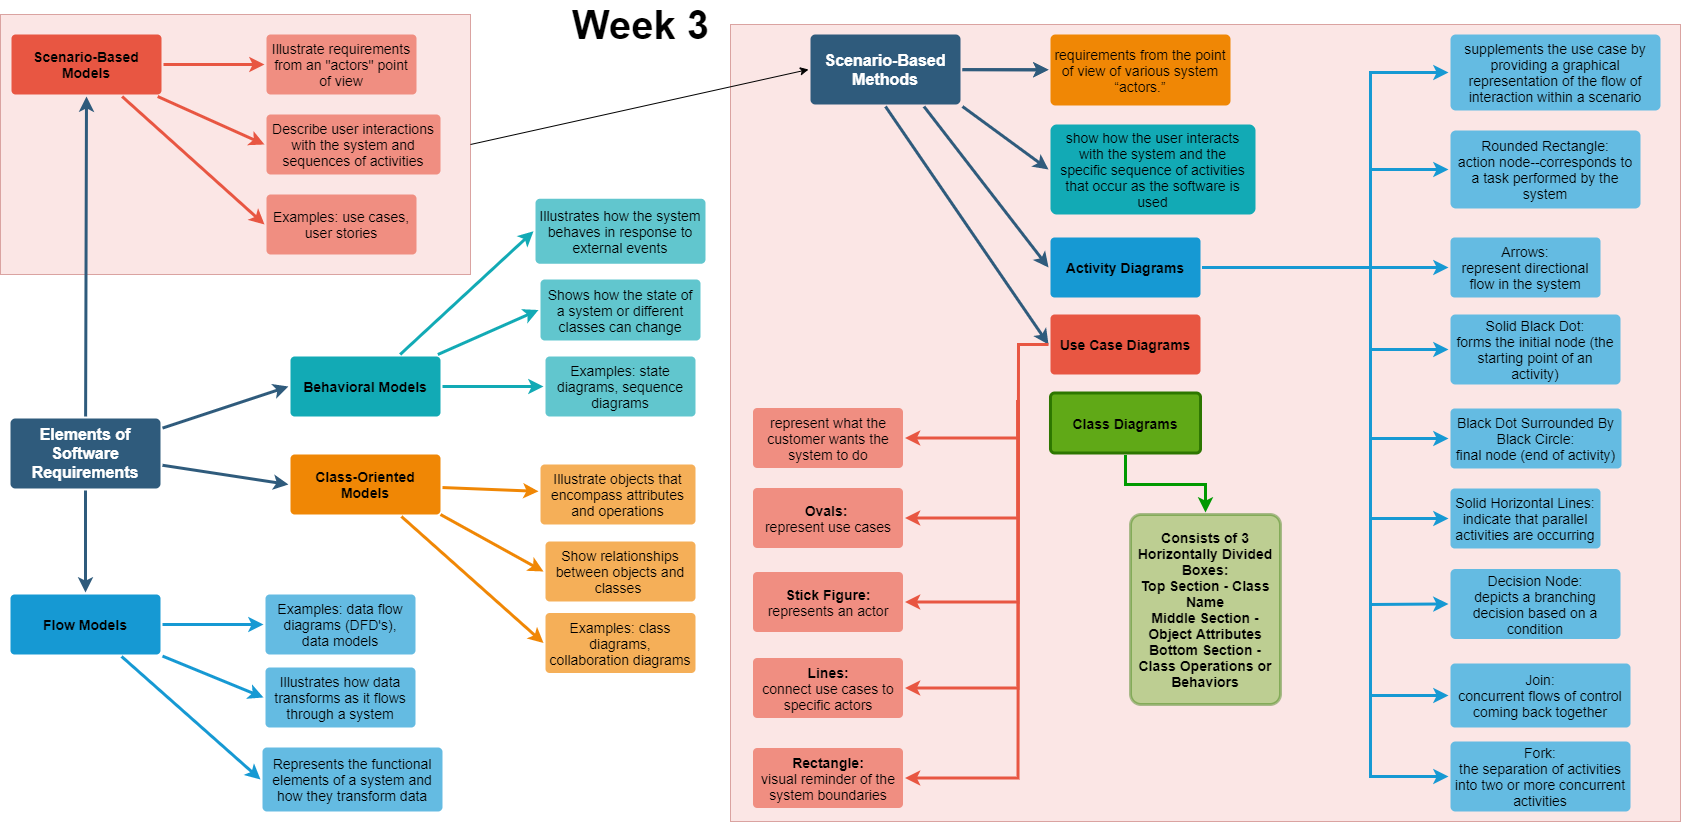 Week 3
Scenario-Based
Models
Illustrate requirements
from an "actors" point
of view
Describe user interactions
with the system and
sequences of activities
Examples: use cases,
user stories
Elements of
Software
Requirements
Behavioral Models
Illustrates how the system
behaves in response to
external events
Shows how the state of
a system or different
classes can change
Examples: state
diagrams, sequence
diagrams
Class-Oriented
Models
Illustrate objects that
encompass attributes
and operations
Show relationships
between objects and
classes
Examples: class
diagrams,
collaboration diagrams
Flow Models
Examples: data flow
diagrams (DFD's),
data models
Illustrates how data
transforms as it flows
through a system
Represents the functional
elements of a system and
how they transform data
Scenario-Based
Methods
requirements from the point
of view of various system
“actors.”
show how the user interacts
with the system and the
specific sequence of activities
that occur as the software is
used
Activity Diagrams
Use Case Diagrams
Class Diagrams
represent what the
customer wants the
system to do
Ovals:
represent use cases
Stick Figure:
represents an actor
Lines:
connect use cases to
specific actors
Rectangle:
visual reminder of the
system boundaries
Consists of 3
Horizontally Divided
Boxes:
Top Section - Class
Name
Middle Section -
Object Attributes
Bottom Section -
Class Operations or
Behaviors
supplements the use case by
providing a graphical
representation of the flow of
interaction within a scenario
Rounded Rectangle:
action node--corresponds to
a task performed by the
system
Arrows:
represent directional
flow in the system
Solid Black Dot:
forms the initial node (the
starting point of an
activity)
Black Dot Surrounded By
Black Circle:
final node (end of activity)
Solid Horizontal Lines:
indicate that parallel
activities are occurring
Decision Node:
depicts a branching
decision based on a
condition
Join:
concurrent flows of control
coming back together
Fork:
the separation of activities
into two or more concurrent
activities